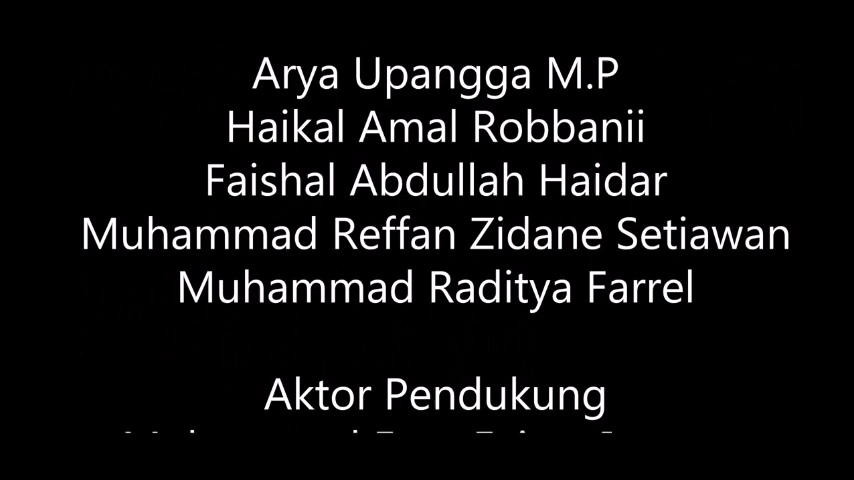 Arya Upangga M.P
Haikal Amal Robbanii
Faishal Abdullah Haidar
Muhammad Reffan Zidane Setiawan
Muhammad Raditya Farrel
Aktor Pendukung